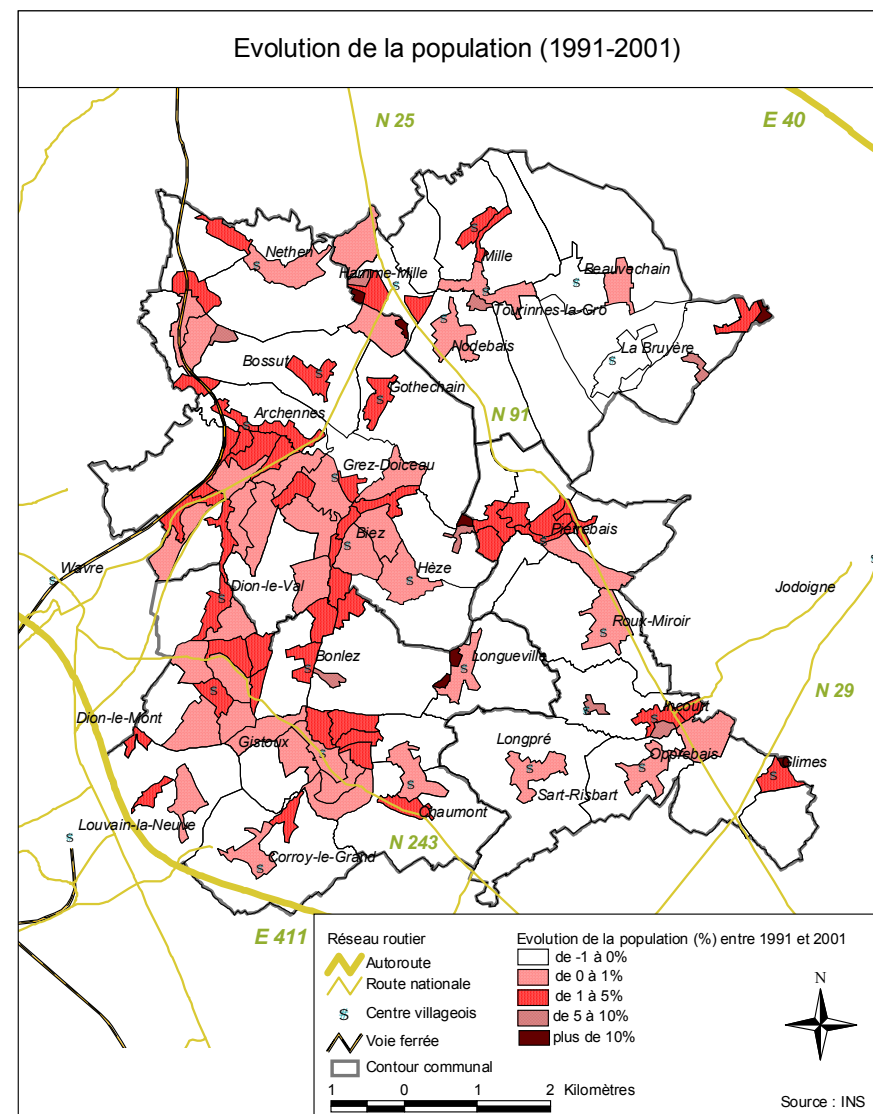 Evolution de la population (1991-2001)
N 25
E 40
Nethen
Mille
Hamme-Mille
Beauvechain
Tourinnes-la-Gro
Nodebais
La Bruyère
Bossut
Gothechain
Archennes
N 91
Grez-Doiceau
Biez
Piètrebais
Wavre
Hèze
Dion-le-Val
Jodoigne
Roux-Miroir
Bonlez
Longueville
N 29
Dion-le-Mont
Incourt
Gistoux
Longpré
Opprebais
Glimes
Sart-Risbart
Chaumont
Louvain-la-Neuve
N 243
Corroy-le-Grand
E 411
Réseau routier
Autoroute
Route nationale
Centre villageois
Voie ferrée
Contour communal
Evolution de la population (%) entre 1991 et 2001
de -1 à 0%
de 0 à 1%
de 1 à 5%
de 5 à 10%
plus de 10%
N
1 0 1 2 Kilomètres
Source : INS